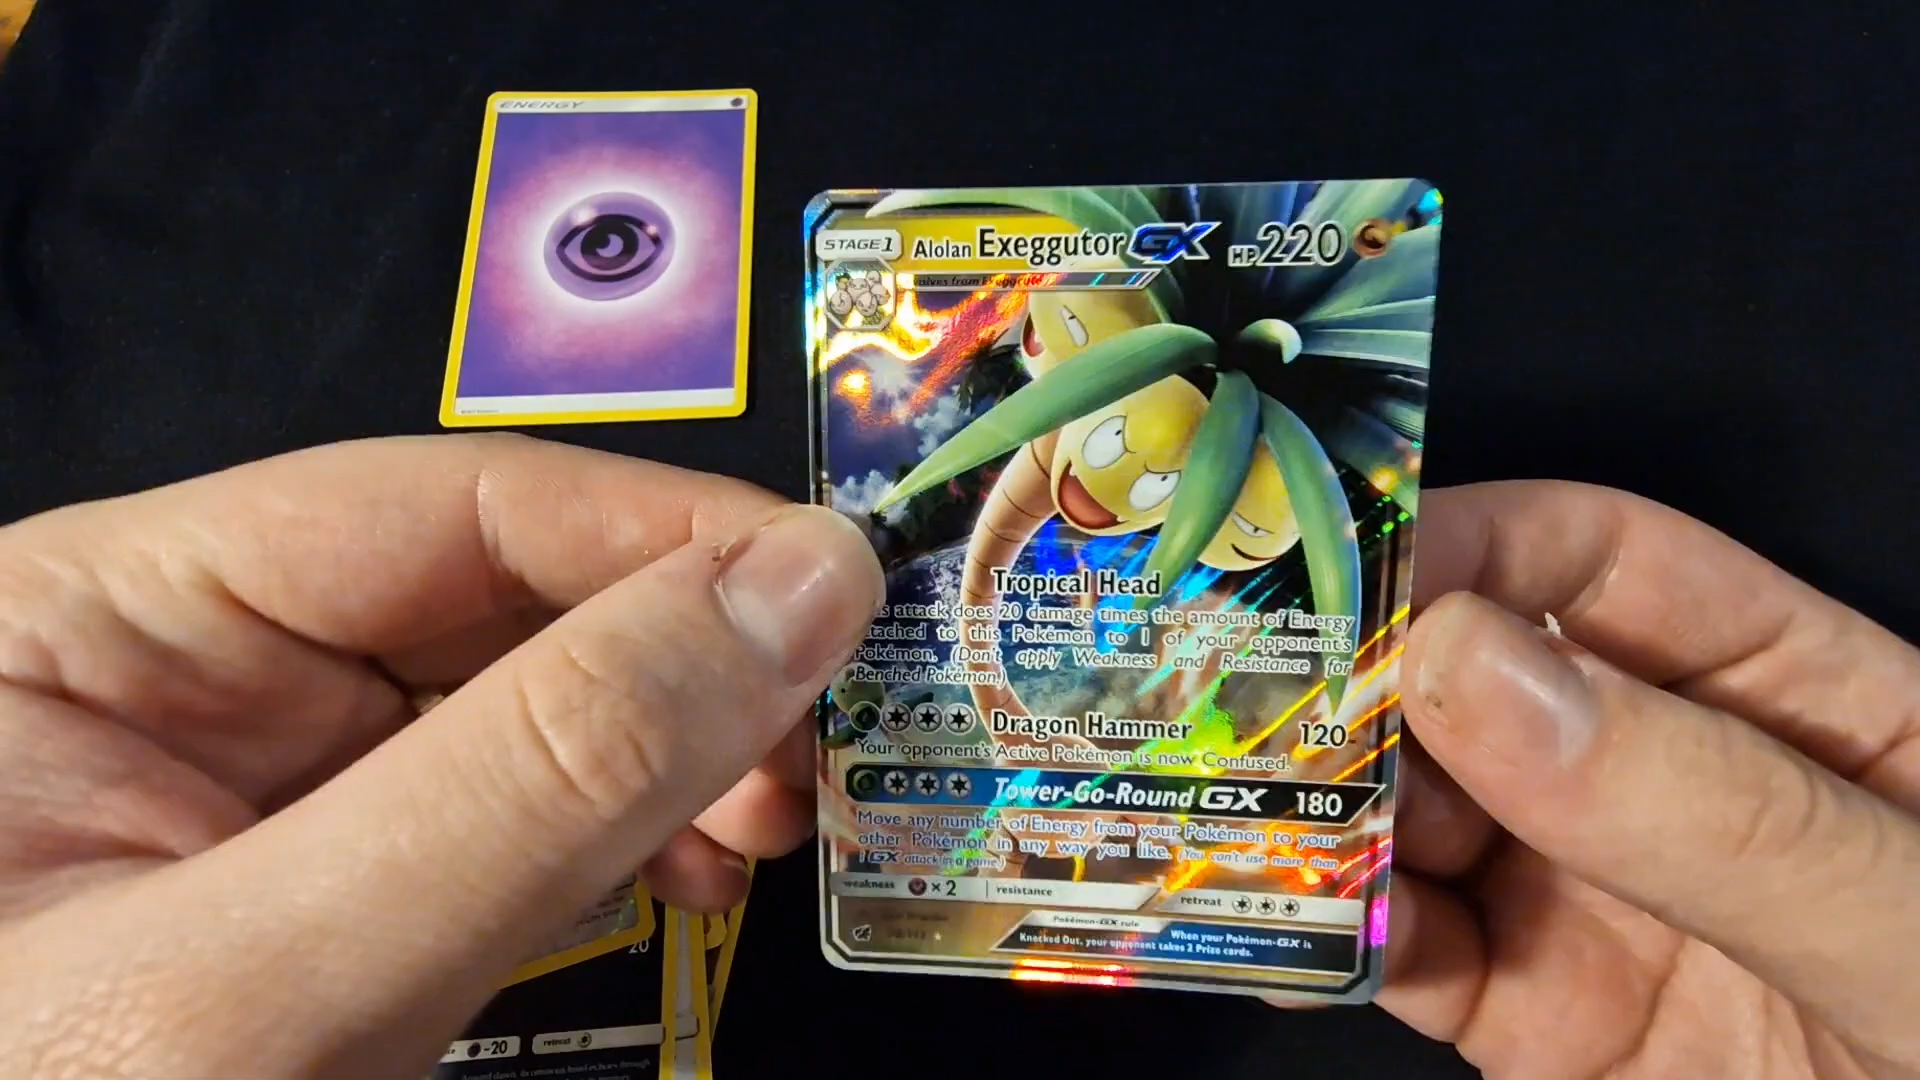 ENERGY
STAGE1 Alolan Exeggutor GX HP220
volves from Exeggcute
Tropical Head
s attack does 20 damage times the amount of Energy
tached to this Pokémon to 1 of your opponent's
Pokémon. (Don't apply Weakness and Resistance for
Benched Pokémon.)
Dragon Hammer 120
Your opponent's Active Pokémon is now Confused.
Tower-Go-Round GX 180
Move any number of Energy from your Pokémon to your
other Pokémon in any way you like. (You can't use more than
1 GX attack in a game.)
weakness ×2 resistance
retreat
Pokémon-GX rule When your Pokémon-GX is
Knocked Out, your opponent takes 2 Prize cards.
20
-20 retreat